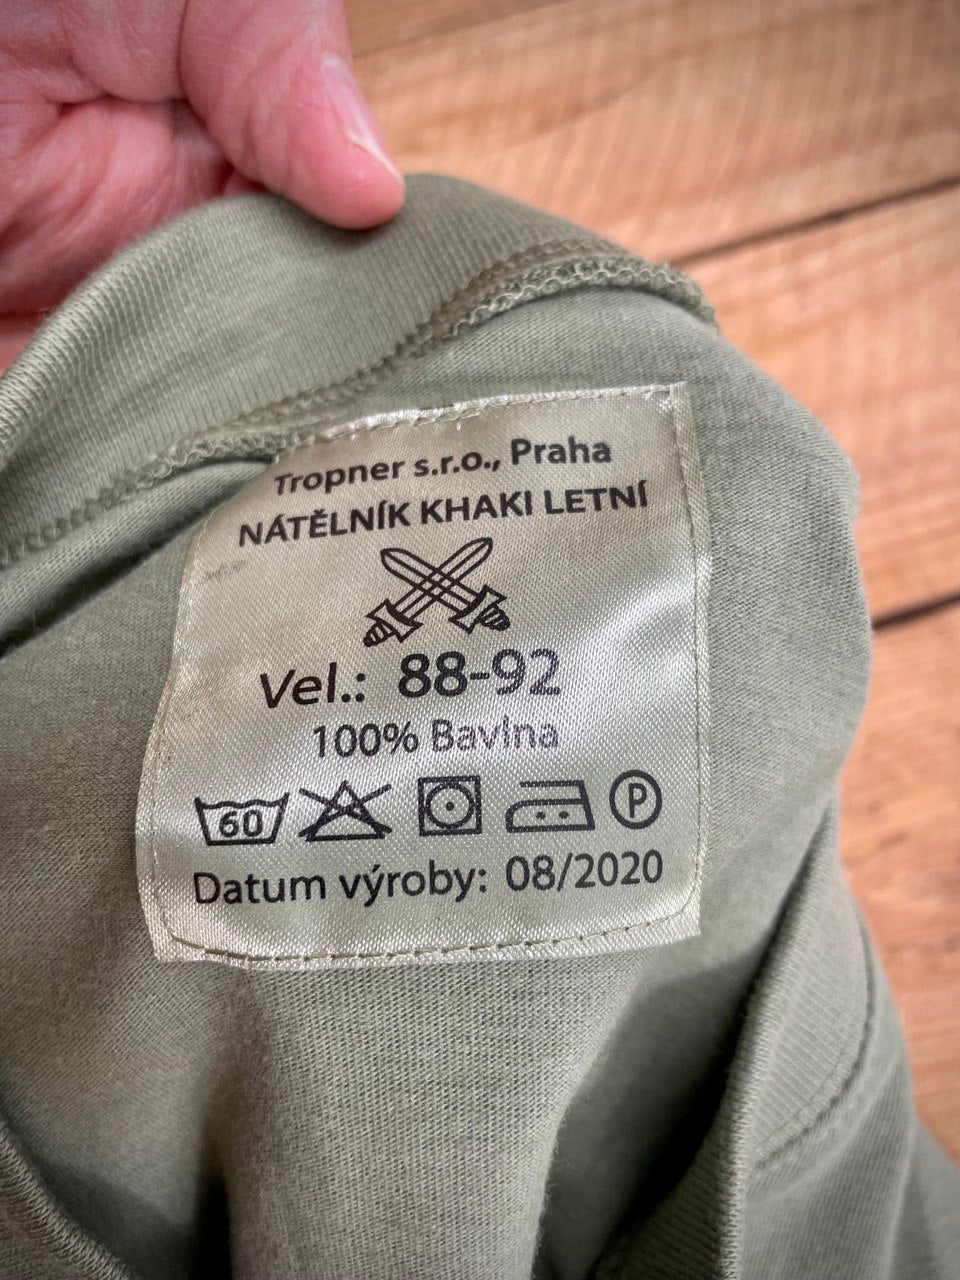 Tropner s.r.o., Praha
NÁTĚLNÍK KHAKI LETNÍ
Vel.: 88-92
100% Bavlna
60 P
Datum výroby: 08/2020